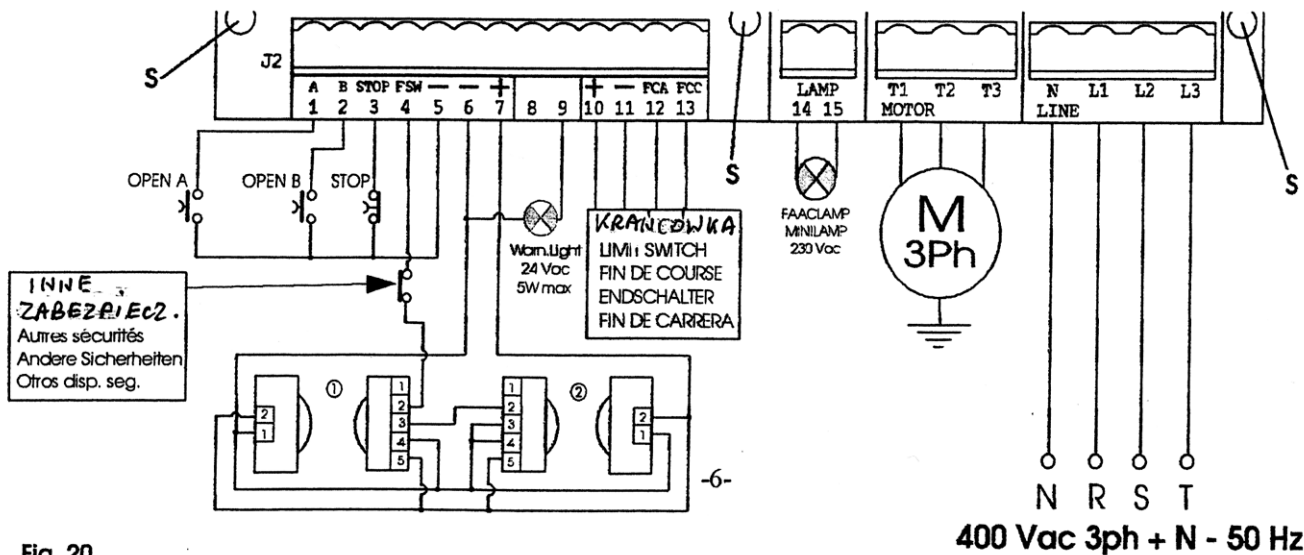 J2
A B STOP FSW — — + + — FCA FCC
1 2 3 4 5 6 7 8 9 10 11 12 13
LAMP
14 15
T1 T2 T3
MOTOR
N L1 L2 L3
LINE
S
S
S
OPEN A
OPEN B
STOP
Warn.Light
24 Vac
5W max
KRAŃCÓWKA
LIMIT SWITCH
FIN DE COURSE
ENDSCHALTER
FIN DE CARRERA
FAACLAMP
MINILAMP
230 Vac
M
3Ph
INNE
ZABEZPIECZ.
Autres sécurités
Andere Sicherheiten
Otros disp. seg.
①
②
2
1
1
2
3
4
5
1
2
3
4
5
2
1
-6-
N R S T
400 Vac 3ph + N - 50 Hz
Fig. 20